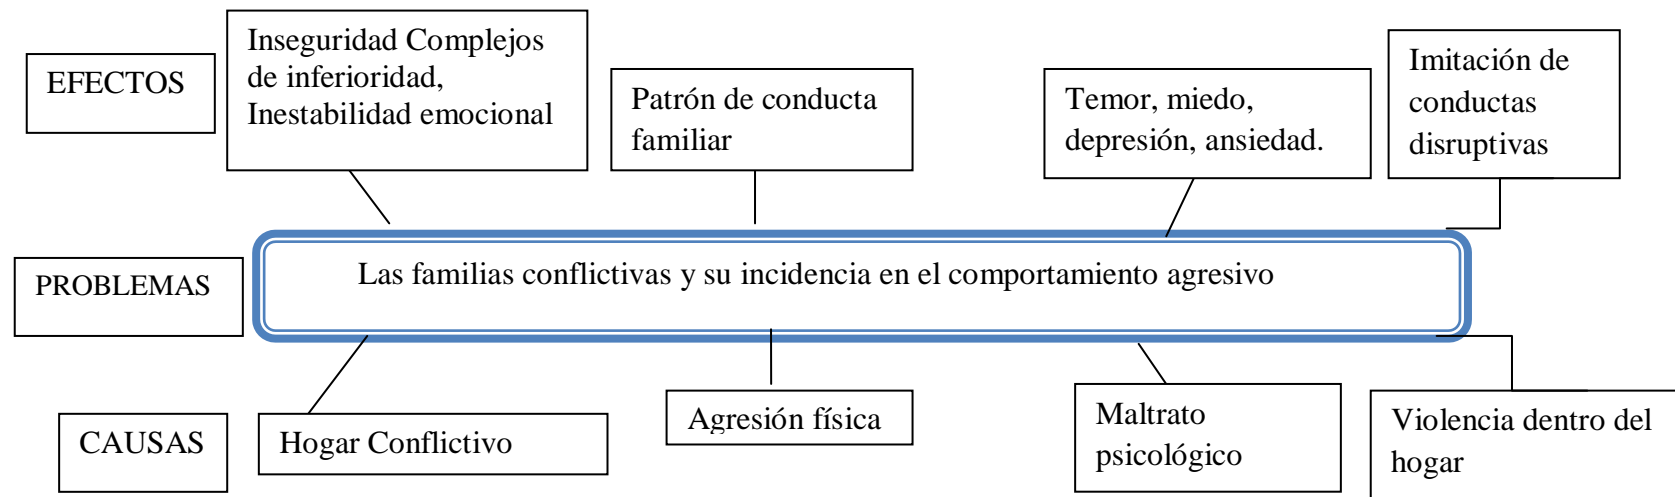 EFECTOS
Inseguridad Complejos
de inferioridad,
Inestabilidad emocional
Patrón de conducta
familiar
Temor, miedo,
depresión, ansiedad.
Imitación de
conductas
disruptivas
PROBLEMAS
Las familias conflictivas y su incidencia en el comportamiento agresivo
CAUSAS
Hogar Conflictivo
Agresión física
Maltrato
psicológico
Violencia dentro del
hogar